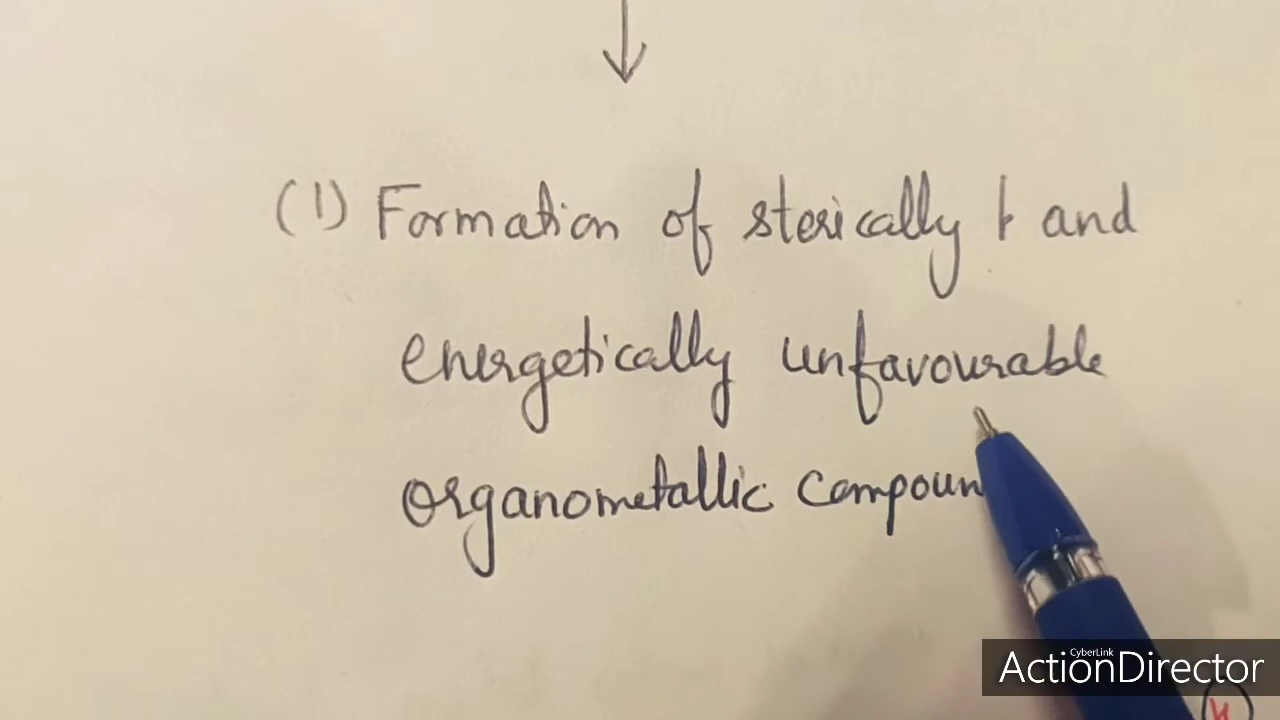 (1) Formation of sterically and
energetically unfavourable
organometallic compoun
CyberLink
ActionDirector